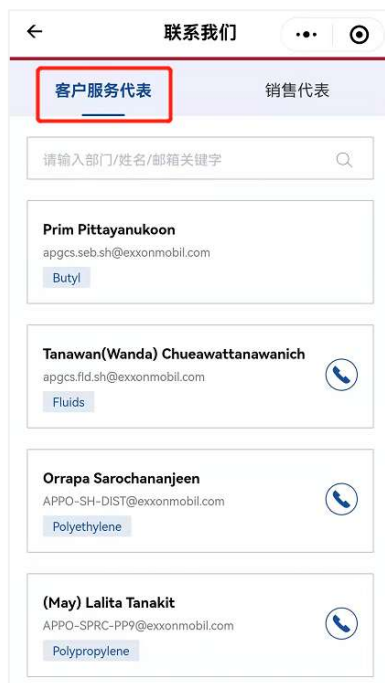 联系我们
客户服务代表
销售代表
请输入部门/姓名/邮箱关键字
Prim Pittayanukoon
apgcs.seb.sh@exxonmobil.com
Butyl
Tanawan(Wanda) Chueawattanawanich
apgcs.fld.sh@exxonmobil.com
Fluids
Orrapa Sarochananjeen
APPO-SH-DIST@exxonmobil.com
Polyethylene
(May) Lalita Tanakit
APPO-SPRC-PP9@exxonmobil.com
Polypropylene